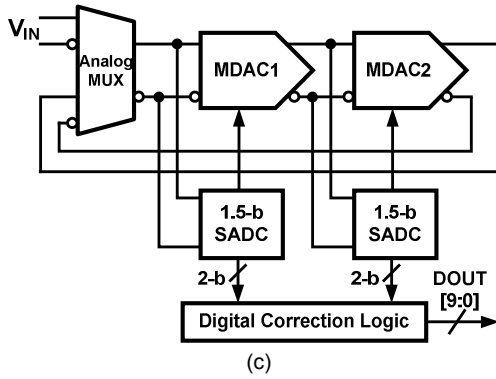 V_IN
Analog
MUX
MDAC1
MDAC2
1.5-b
SADC
1.5-b
SADC
2-b
2-b
DOUT
[9:0]
Digital Correction Logic
(c)